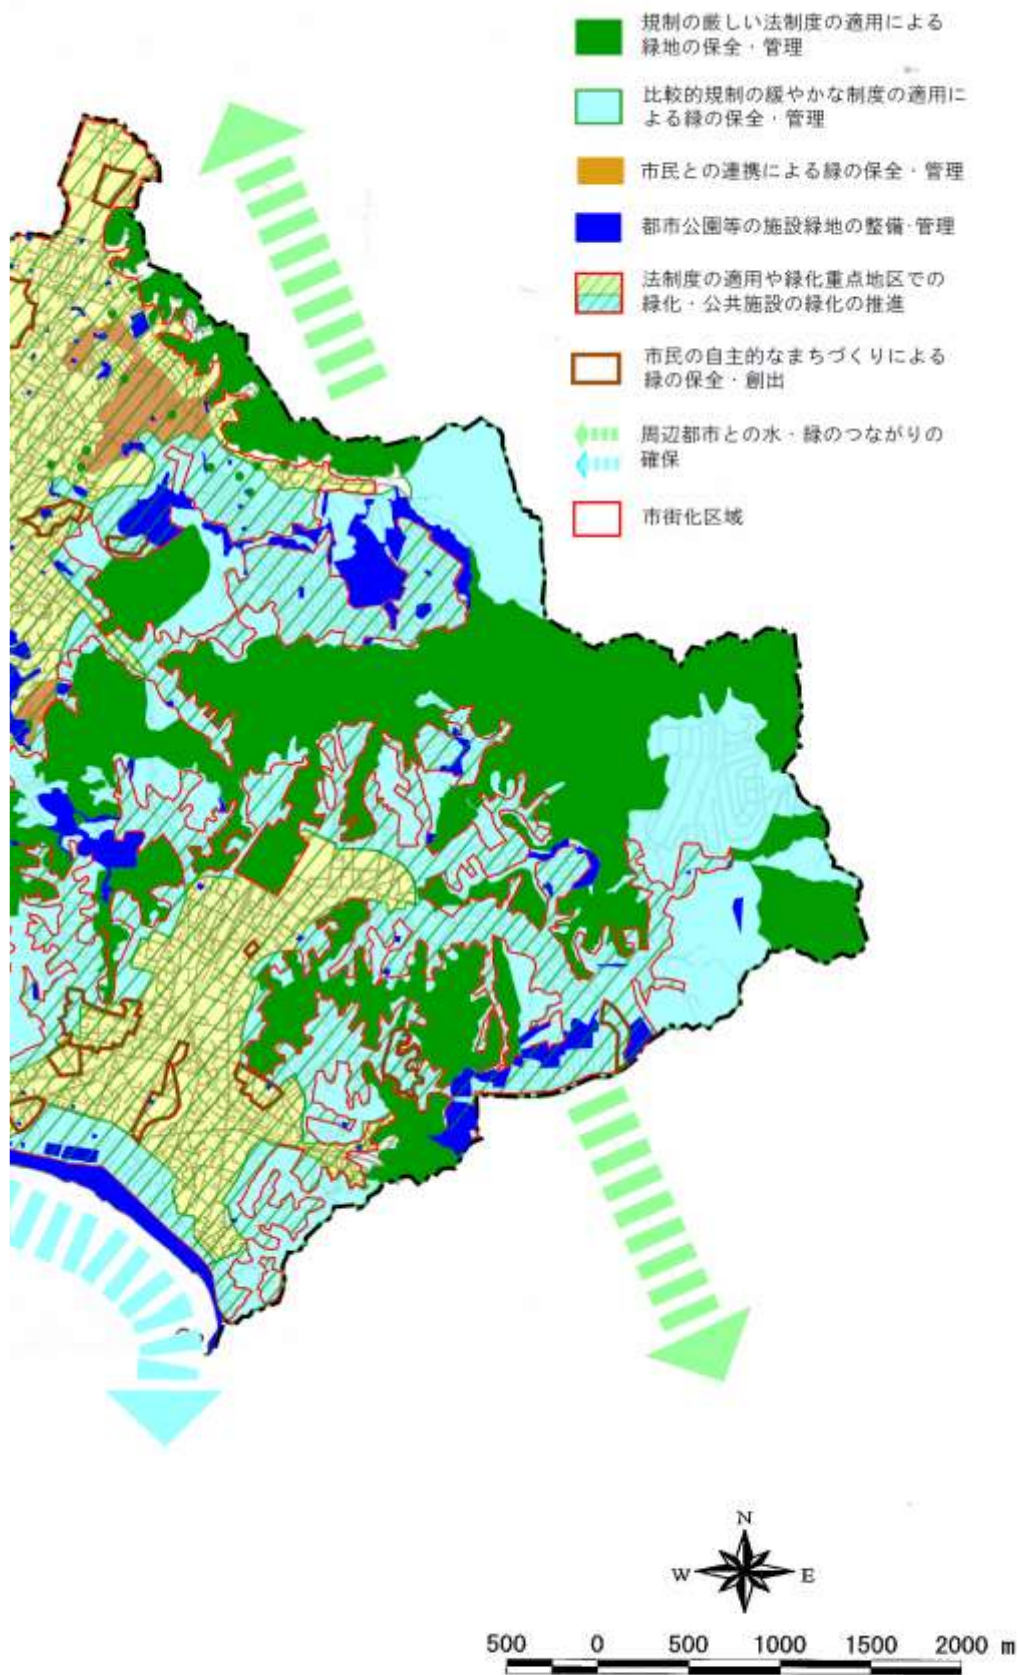 規制の厳しい法制度の適用による
緑地の保全・管理
比較的規制の緩やかな制度の適用に
よる緑の保全・管理
市民との連携による緑の保全・管理
都市公園等の施設緑地の整備・管理
法制度の適用や緑化重点地区での
緑化・公共施設の緑化の推進
市民の自主的なまちづくりによる
緑の保全・創出
周辺都市との水・緑のつながりの
確保
市街化区域
N
W E
500 0 500 1000 1500 2000 m